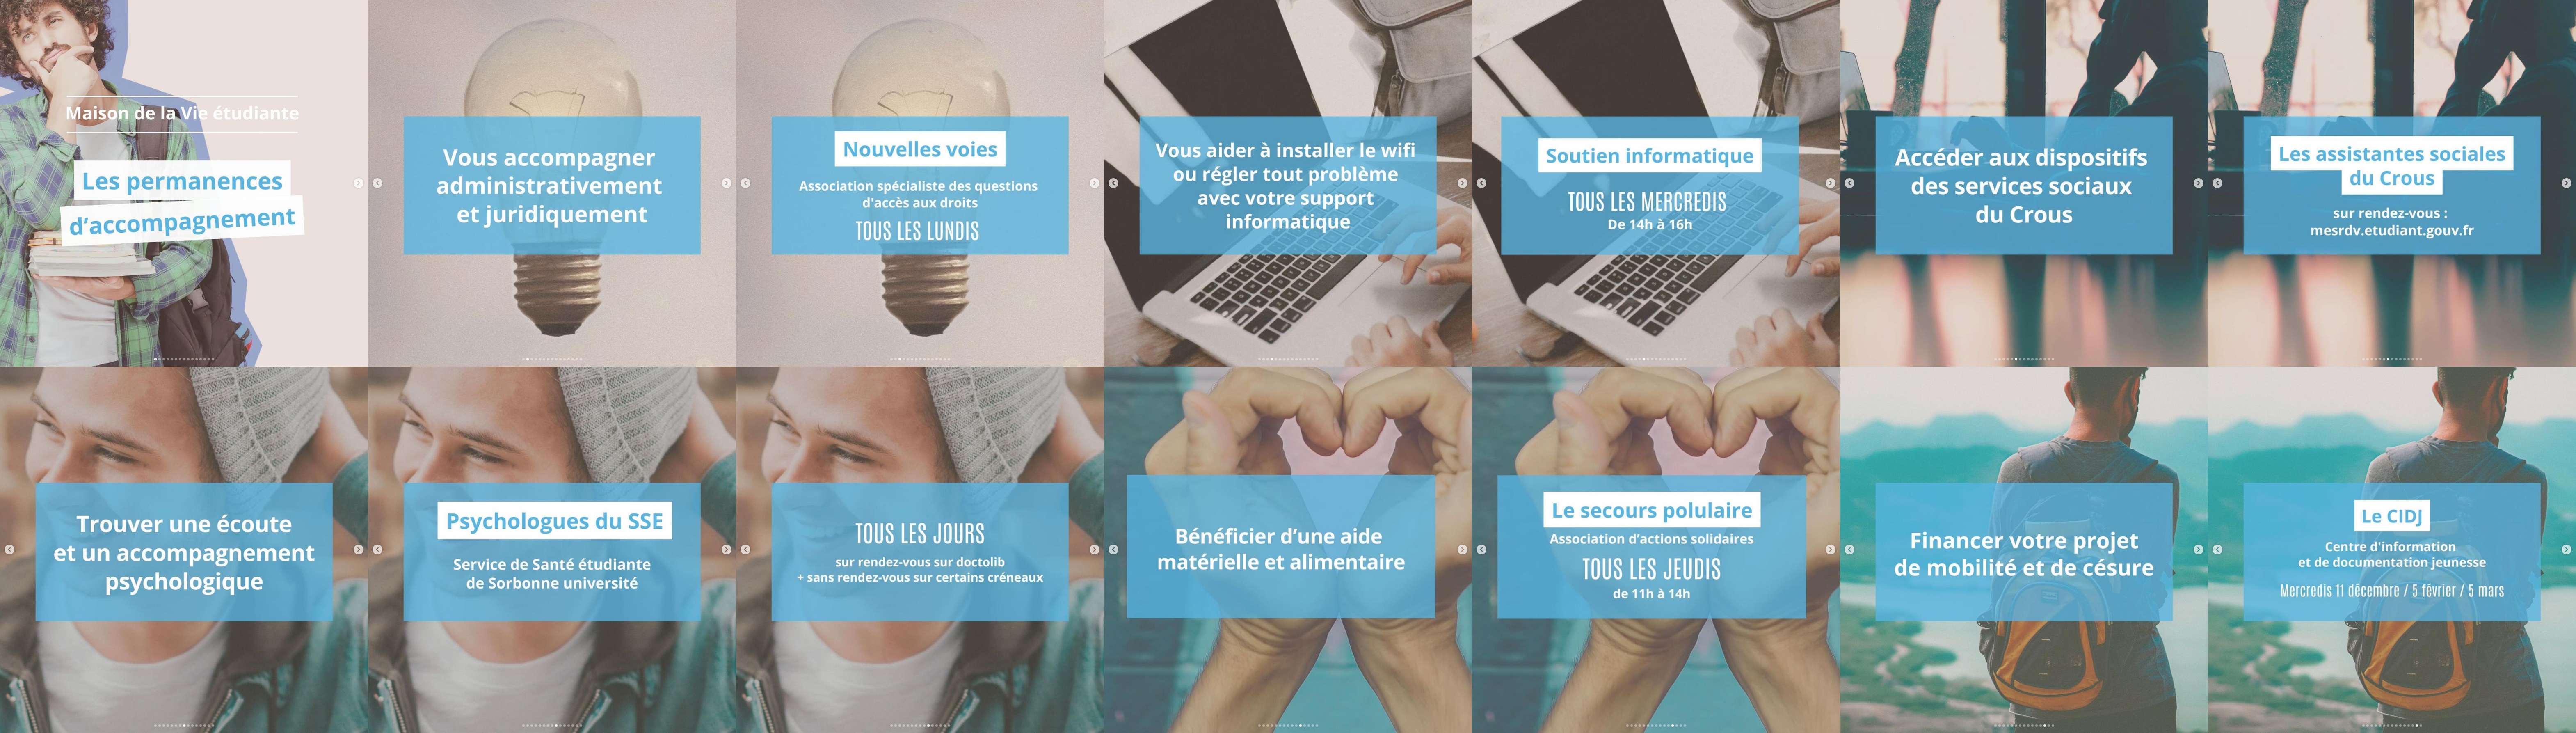 Maison de la Vie étudiante
Les permanences
d'accompagnement
Vous accompagner
administrativement
et juridiquement
Nouvelles voies
Association spécialiste des questions
d'accès aux droits
TOUS LES LUNDIS
Vous aider à installer le wifi
ou régler tout problème
avec votre support
informatique
Soutien informatique
TOUS LES MERCREDIS
De 14h à 16h
Accéder aux dispositifs
des services sociaux
du Crous
Les assistantes sociales
du Crous
sur rendez-vous :
mesrdv.etudiant.gouv.fr
Trouver une écoute
et un accompagnement
psychologique
Psychologues du SSE
Service de Santé étudiante
de Sorbonne université
TOUS LES JOURS
sur rendez-vous sur doctolib
+ sans rendez-vous sur certains créneaux
Bénéficier d'une aide
matérielle et alimentaire
Le secours polulaire
Association d'actions solidaires
TOUS LES JEUDIS
de 11h à 14h
Financer votre projet
de mobilité et de césure
Le CIDJ
Centre d'information
et de documentation jeunesse
Mercredis 11 décembre / 5 février / 5 mars